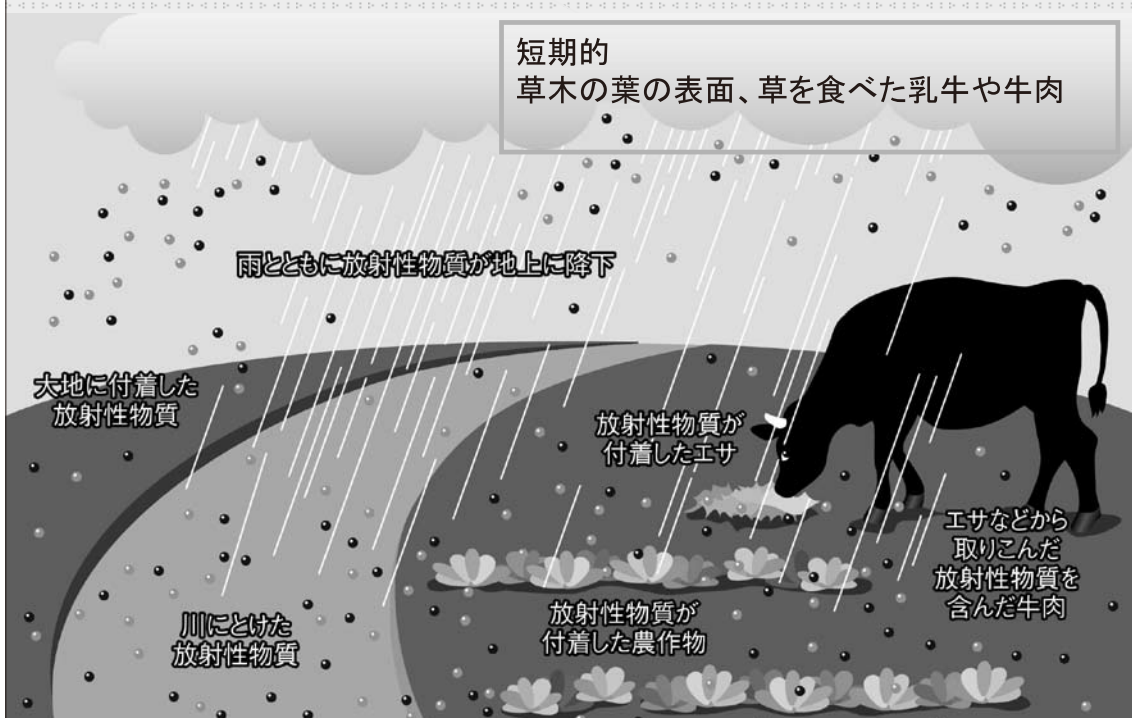 短期的
草木の葉の表面、草を食べた乳牛や牛肉
雨とともに放射性物質が地上に降下
大地に付着した
放射性物質
放射性物質が
付着したエサ
エサなどから
取りこんだ
放射性物質を
含んだ牛肉
川にとけた
放射性物質
放射性物質が
付着した農作物